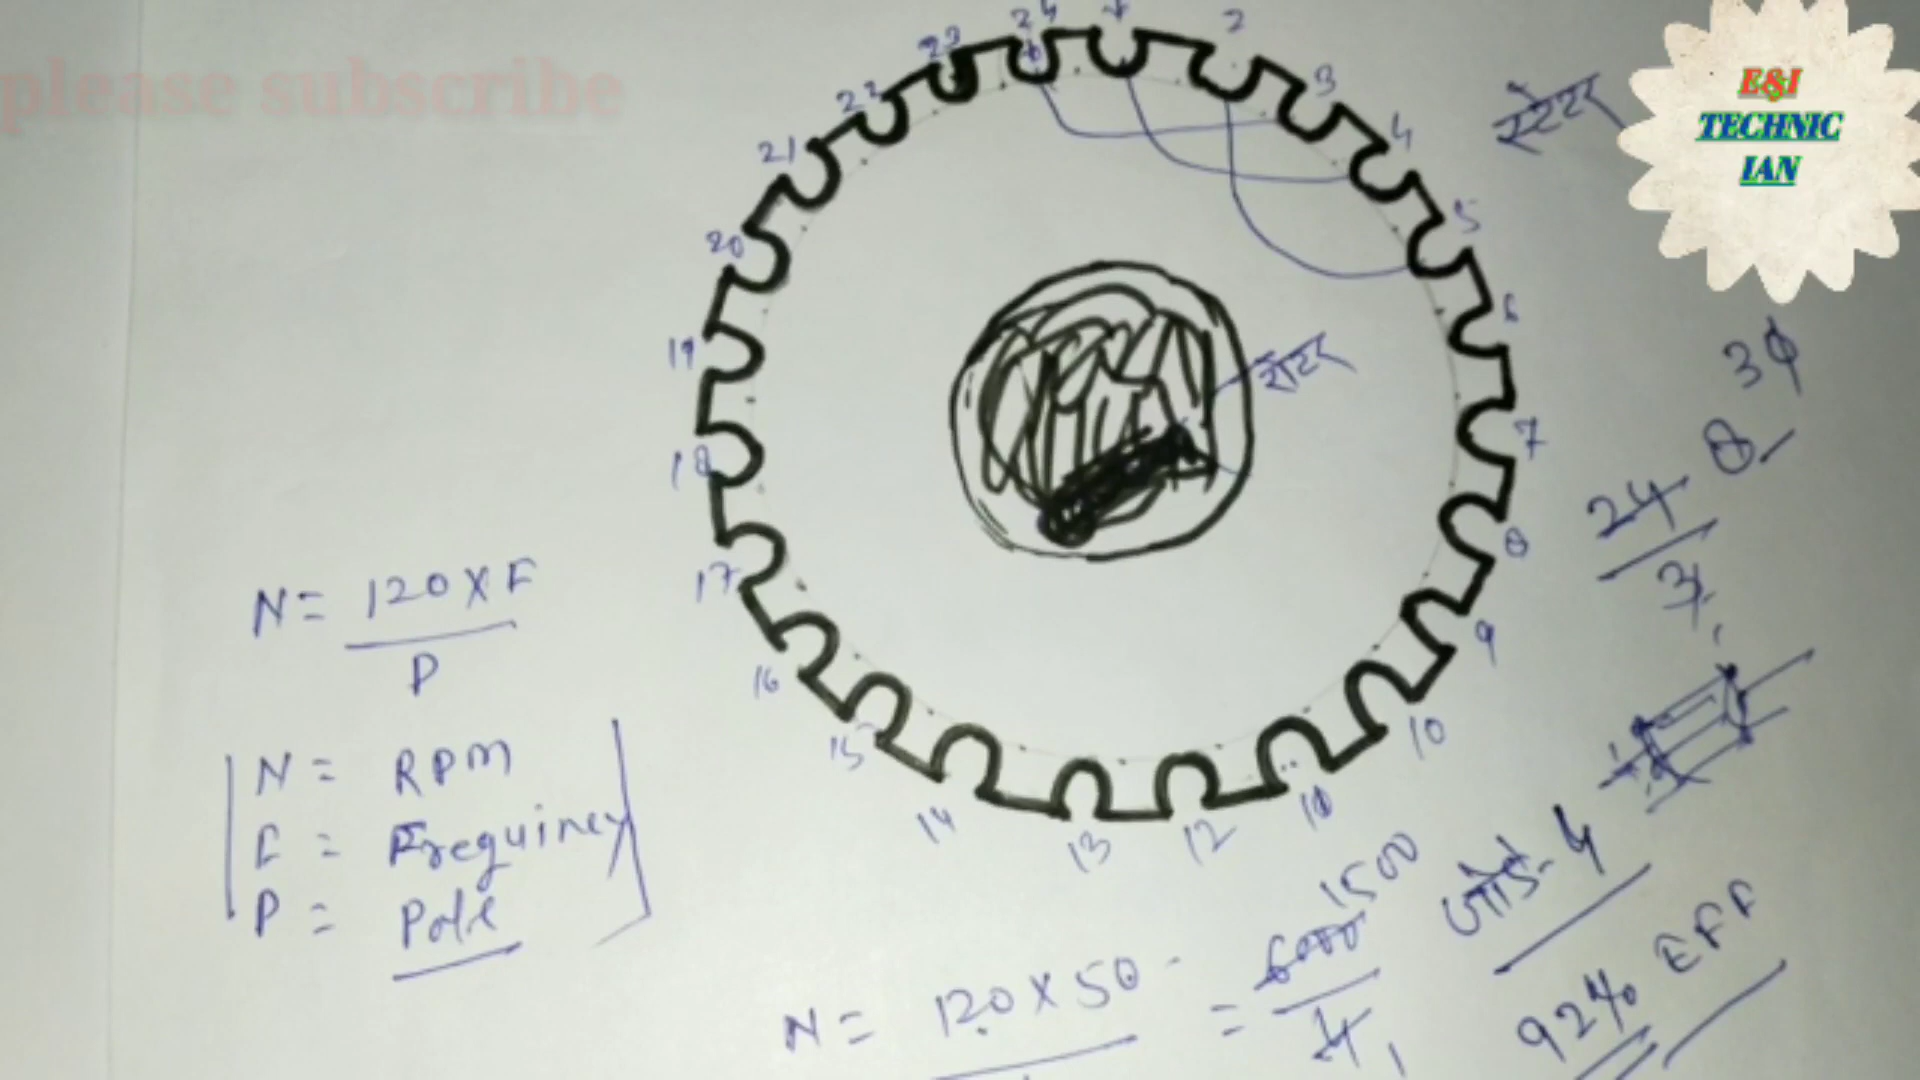 please subscribe
E&I
TECHNIC
IAN
24
1
2
3
4
5
6
7
8
9
10
11
12
13
14
15
16
17
18
19
20
21
22
23
स्टेटर
रोटर
3φ
24
8
3
N = 120 X F
P
N = RPM
F = Frequincy
P = Pole
पोल - 4
92% EFF
N = 120 X 50 = 6000
4
1500